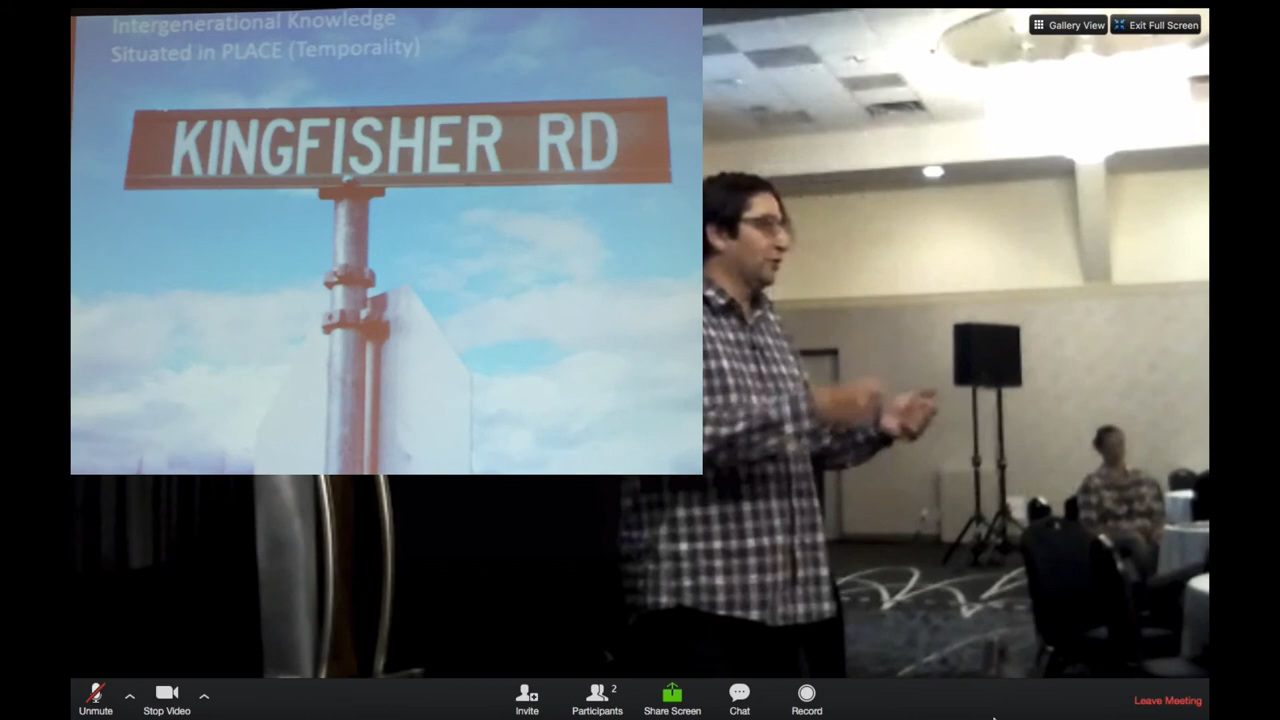 Intergenerational Knowledge
Situated in PLACE (Temporality)
KINGFISHER RD
Gallery View
Exit Full Screen
Unmute
Stop Video
Invite
Participants
2
Share Screen
Chat
Record
Leave Meeting